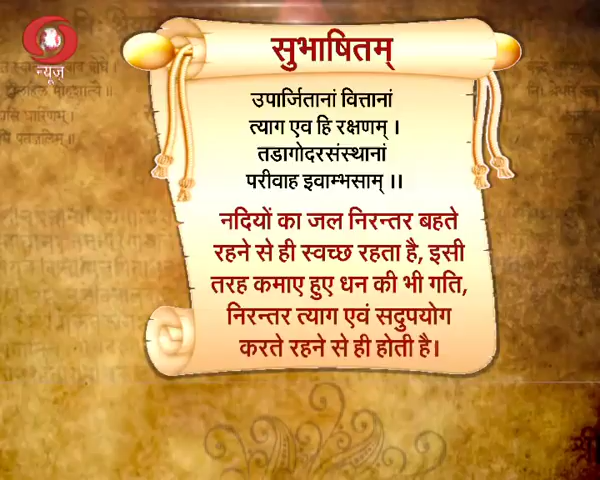 न्यूज़
सुभाषितम्
उपार्जितानां वित्तानां
त्याग एव हि रक्षणम् ।
तडागोदरसंस्थानां
परीवाह इवाम्भसाम् ।।
नदियों का जल निरन्तर बहते
रहने से ही स्वच्छ रहता है, इसी
तरह कमाए हुए धन की भी गति,
निरन्तर त्याग एवं सदुपयोग
करते रहने से ही होती है।